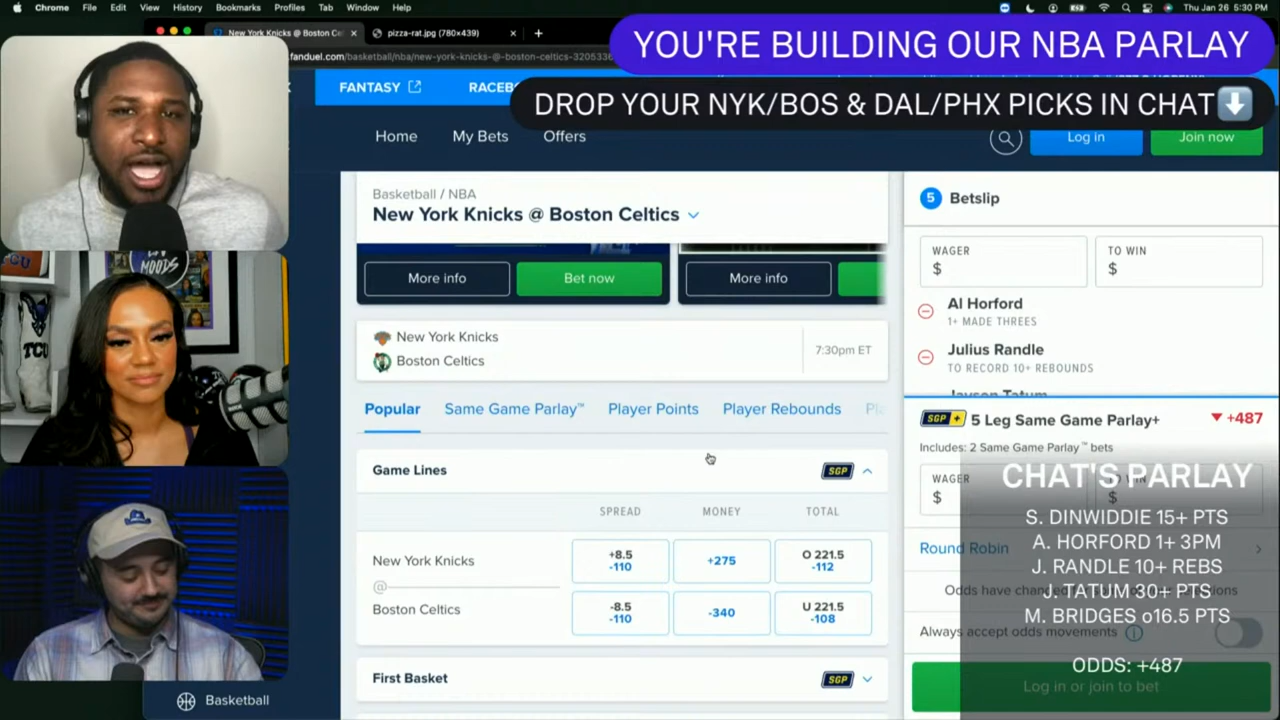 Chrome File Edit View History Bookmarks Profiles Tab Window Help
Thu Jan 26 5:30 PM
New York Knicks @ Boston Ce
pizza-rat.jpg (780×439)
YOU'RE BUILDING OUR NBA PARLAY
DROP YOUR NYK/BOS & DAL/PHX PICKS IN CHAT
FANTASY
Home My Bets Offers
Log in
Join now
Basketball / NBA
New York Knicks @ Boston Celtics
More info
Bet now
More info
New York Knicks
Boston Celtics
7:30pm ET
Popular Same Game Parlay™ Player Points Player Rebounds
Game Lines
SGP
SPREAD MONEY TOTAL
New York Knicks
+8.5
-110
+275
O 221.5
-112
@
Boston Celtics
-8.5
-110
-340
U 221.5
-108
First Basket
SGP
Basketball
5 Betslip
WAGER
$
TO WIN
$
Al Horford
1+ MADE THREES
Julius Randle
TO RECORD 10+ REBOUNDS
Jayson Tatum
SGP+ 5 Leg Same Game Parlay+ +487
Includes: 2 Same Game Parlay™ bets
WAGER
$
CHAT'S PARLAY
S. DINWIDDIE 15+ PTS
A. HORFORD 1+ 3PM
J. RANDLE 10+ REBS
J. TATUM 30+ PTS
M. BRIDGES o16.5 PTS
ODDS: +487
Round Robin
Always accept odds movements
Log in or join to bet
TCU
TCU
MOODS